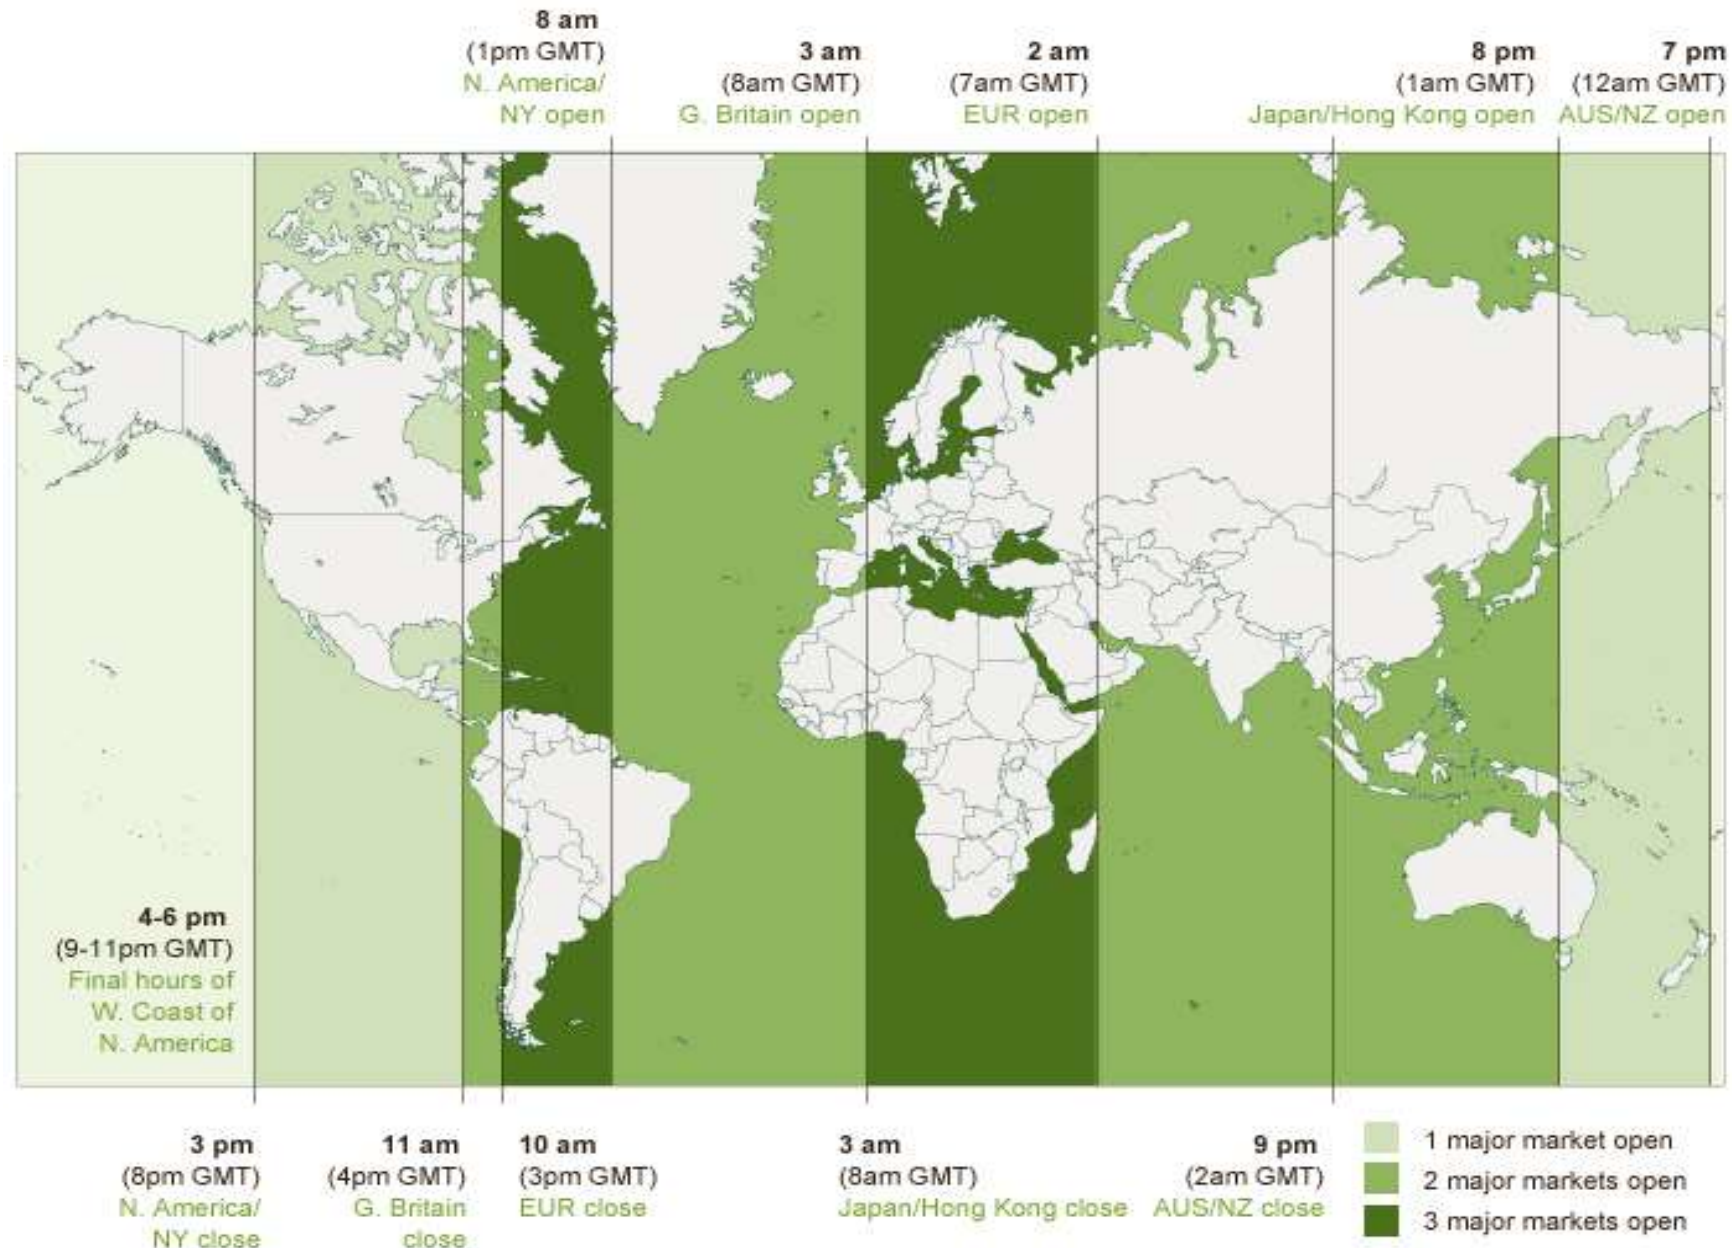 8 am
(1pm GMT)
N. America/
NY open
3 am
(8am GMT)
G. Britain open
2 am
(7am GMT)
EUR open
8 pm
(1am GMT)
Japan/Hong Kong open
7 pm
(12am GMT)
AUS/NZ open
4-6 pm
(9-11pm GMT)
Final hours of
W. Coast of
N. America
3 pm
(8pm GMT)
N. America/
NY close
11 am
(4pm GMT)
G. Britain
close
10 am
(3pm GMT)
EUR close
3 am
(8am GMT)
Japan/Hong Kong close
9 pm
(2am GMT)
AUS/NZ close
1 major market open
2 major markets open
3 major markets open